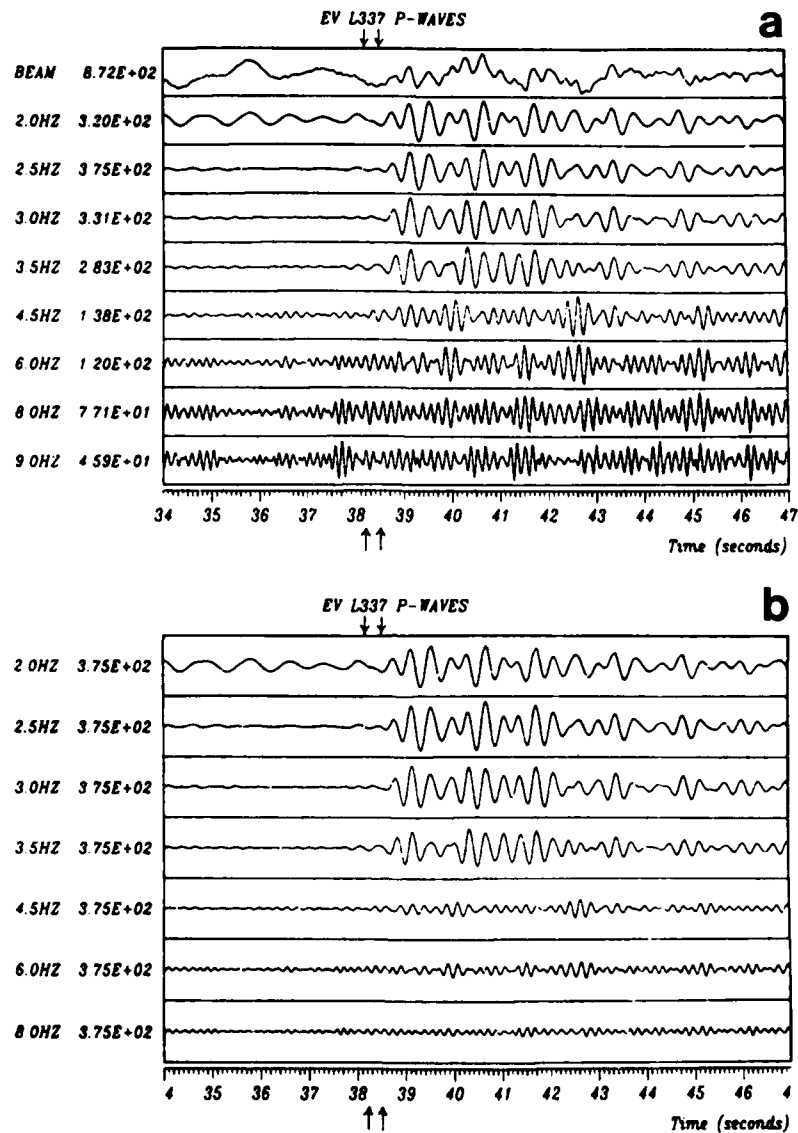 EV L337 P-WAVES
a
BEAM 8.72E+02
2.0HZ 3.20E+02
2.5HZ 3 75E+02
3.0HZ 3.31E+02
3.5HZ 2 83E+02
4.5HZ 1 38E+02
6.0HZ 1 20E+02
8.0HZ 7 71E+01
9.0HZ 4 59E+01
34 35 36 37 38 39 40 41 42 43 44 45 46 47
Time (seconds)
EV L337 P-WAVES
b
2.0HZ 3.75E+02
2.5HZ 3.75E+02
3.0HZ 3 75E+02
3.5HZ 3.75E+02
4.5HZ 3.75E+02
6.0HZ 3.75E+02
8 0HZ 3.75E+02
4 35 36 37 38 39 40 41 42 43 44 45 46 4
Time (seconds)